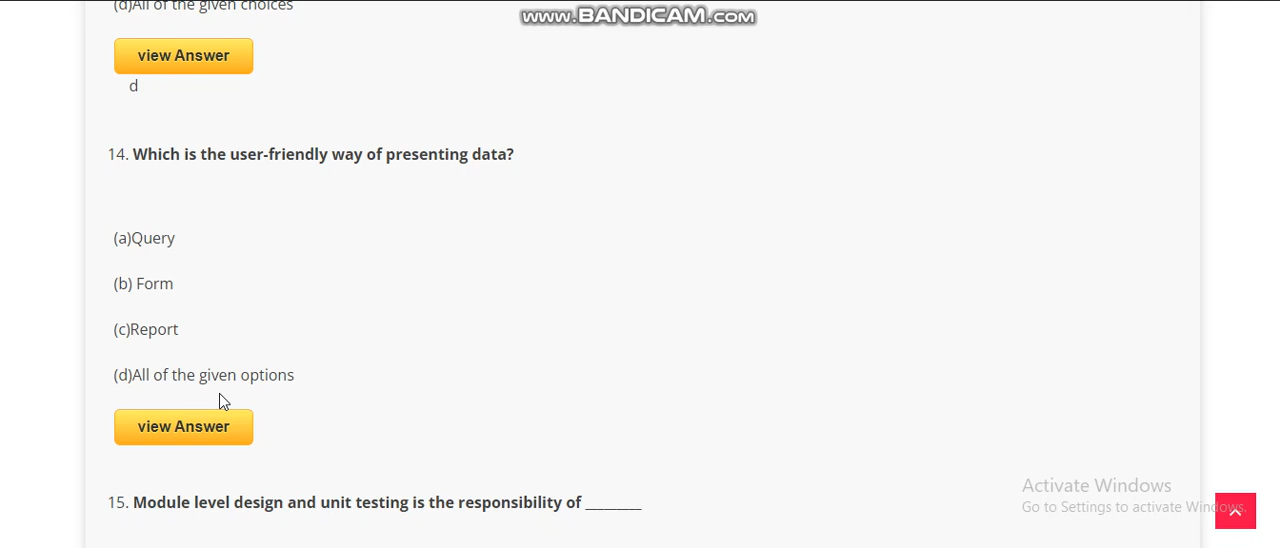 (d)All of the given choices
www.BANDICAM.com
view Answer
d
14. Which is the user-friendly way of presenting data?
(a)Query
(b) Form
(c)Report
(d)All of the given options
view Answer
15. Module level design and unit testing is the responsibility of ________
Activate Windows
Go to Settings to activate Windows.